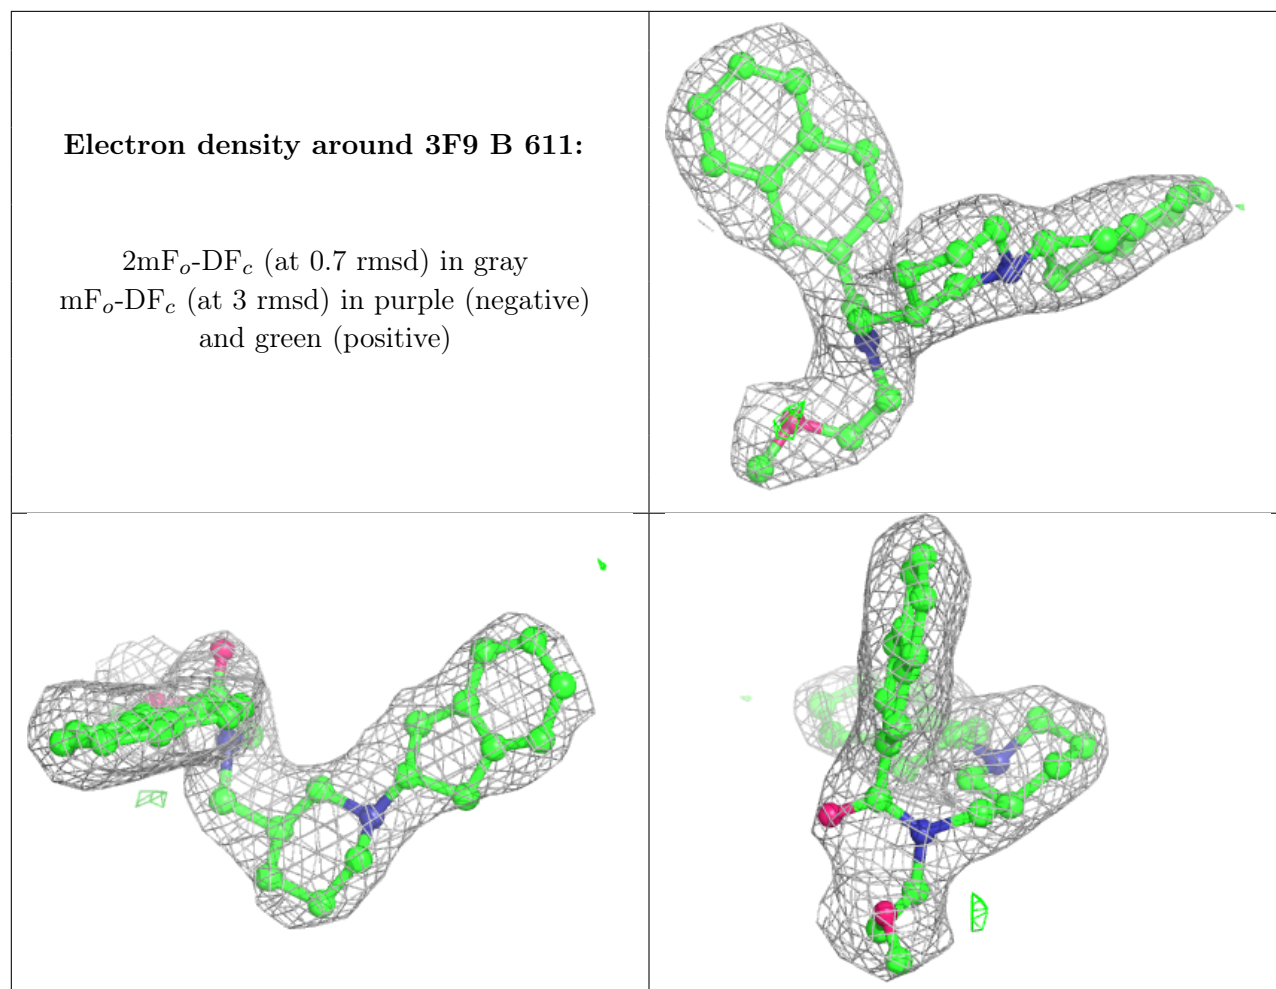 Electron density around 3F9 B 611:
2mFₒ-DF𝒸 (at 0.7 rmsd) in gray
mFₒ-DF𝒸 (at 3 rmsd) in purple (negative)
and green (positive)